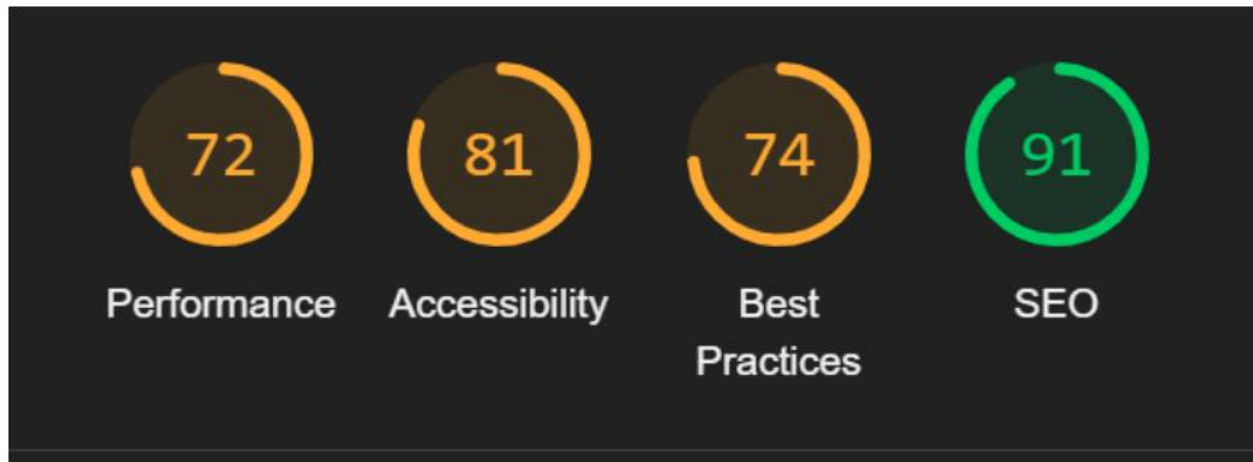 72
81
74
91
Performance
Accessibility
Best
Practices
SEO